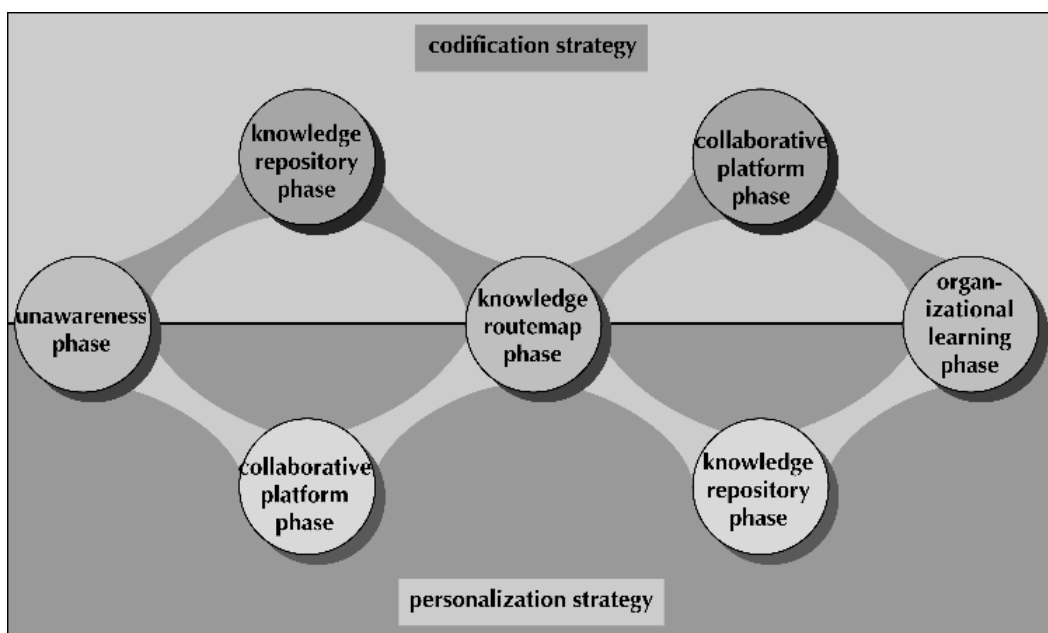 codification strategy
knowledge
repository
phase
collaborative
platform
phase
unawareness
phase
knowledge
routemap
phase
organ-
izational
learning
phase
collaborative
platform
phase
knowledge
repository
phase
personalization strategy